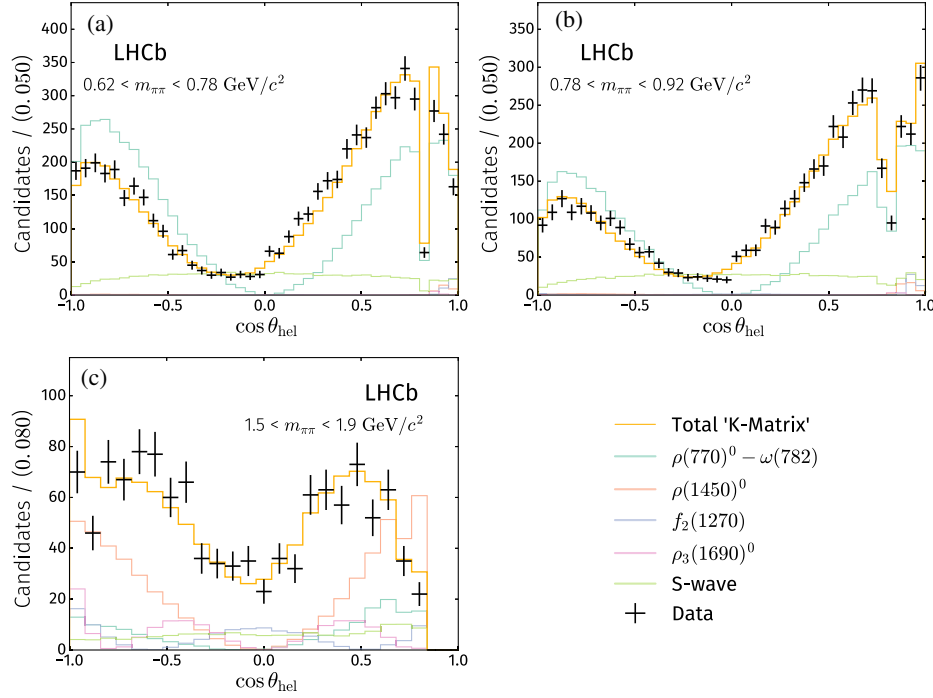 (a)
LHCb
0.62 < mππ < 0.78 GeV/c²
Candidates / (0.050)
400
350
300
250
200
150
100
50
0
−1.0 −0.5 0.0 0.5 1.0
cos θhel
(b)
LHCb
0.78 < mππ < 0.92 GeV/c²
Candidates / (0.050)
350
300
250
200
150
100
50
0
−1.0 −0.5 0.0 0.5 1.0
cos θhel
(c)
LHCb
1.5 < mππ < 1.9 GeV/c²
Candidates / (0.080)
100
80
60
40
20
0
−1.0 −0.5 0.0 0.5 1.0
cos θhel
Total 'K-Matrix'
ρ(770)⁰ − ω(782)
ρ(1450)⁰
f₂(1270)
ρ₃(1690)⁰
S-wave
Data